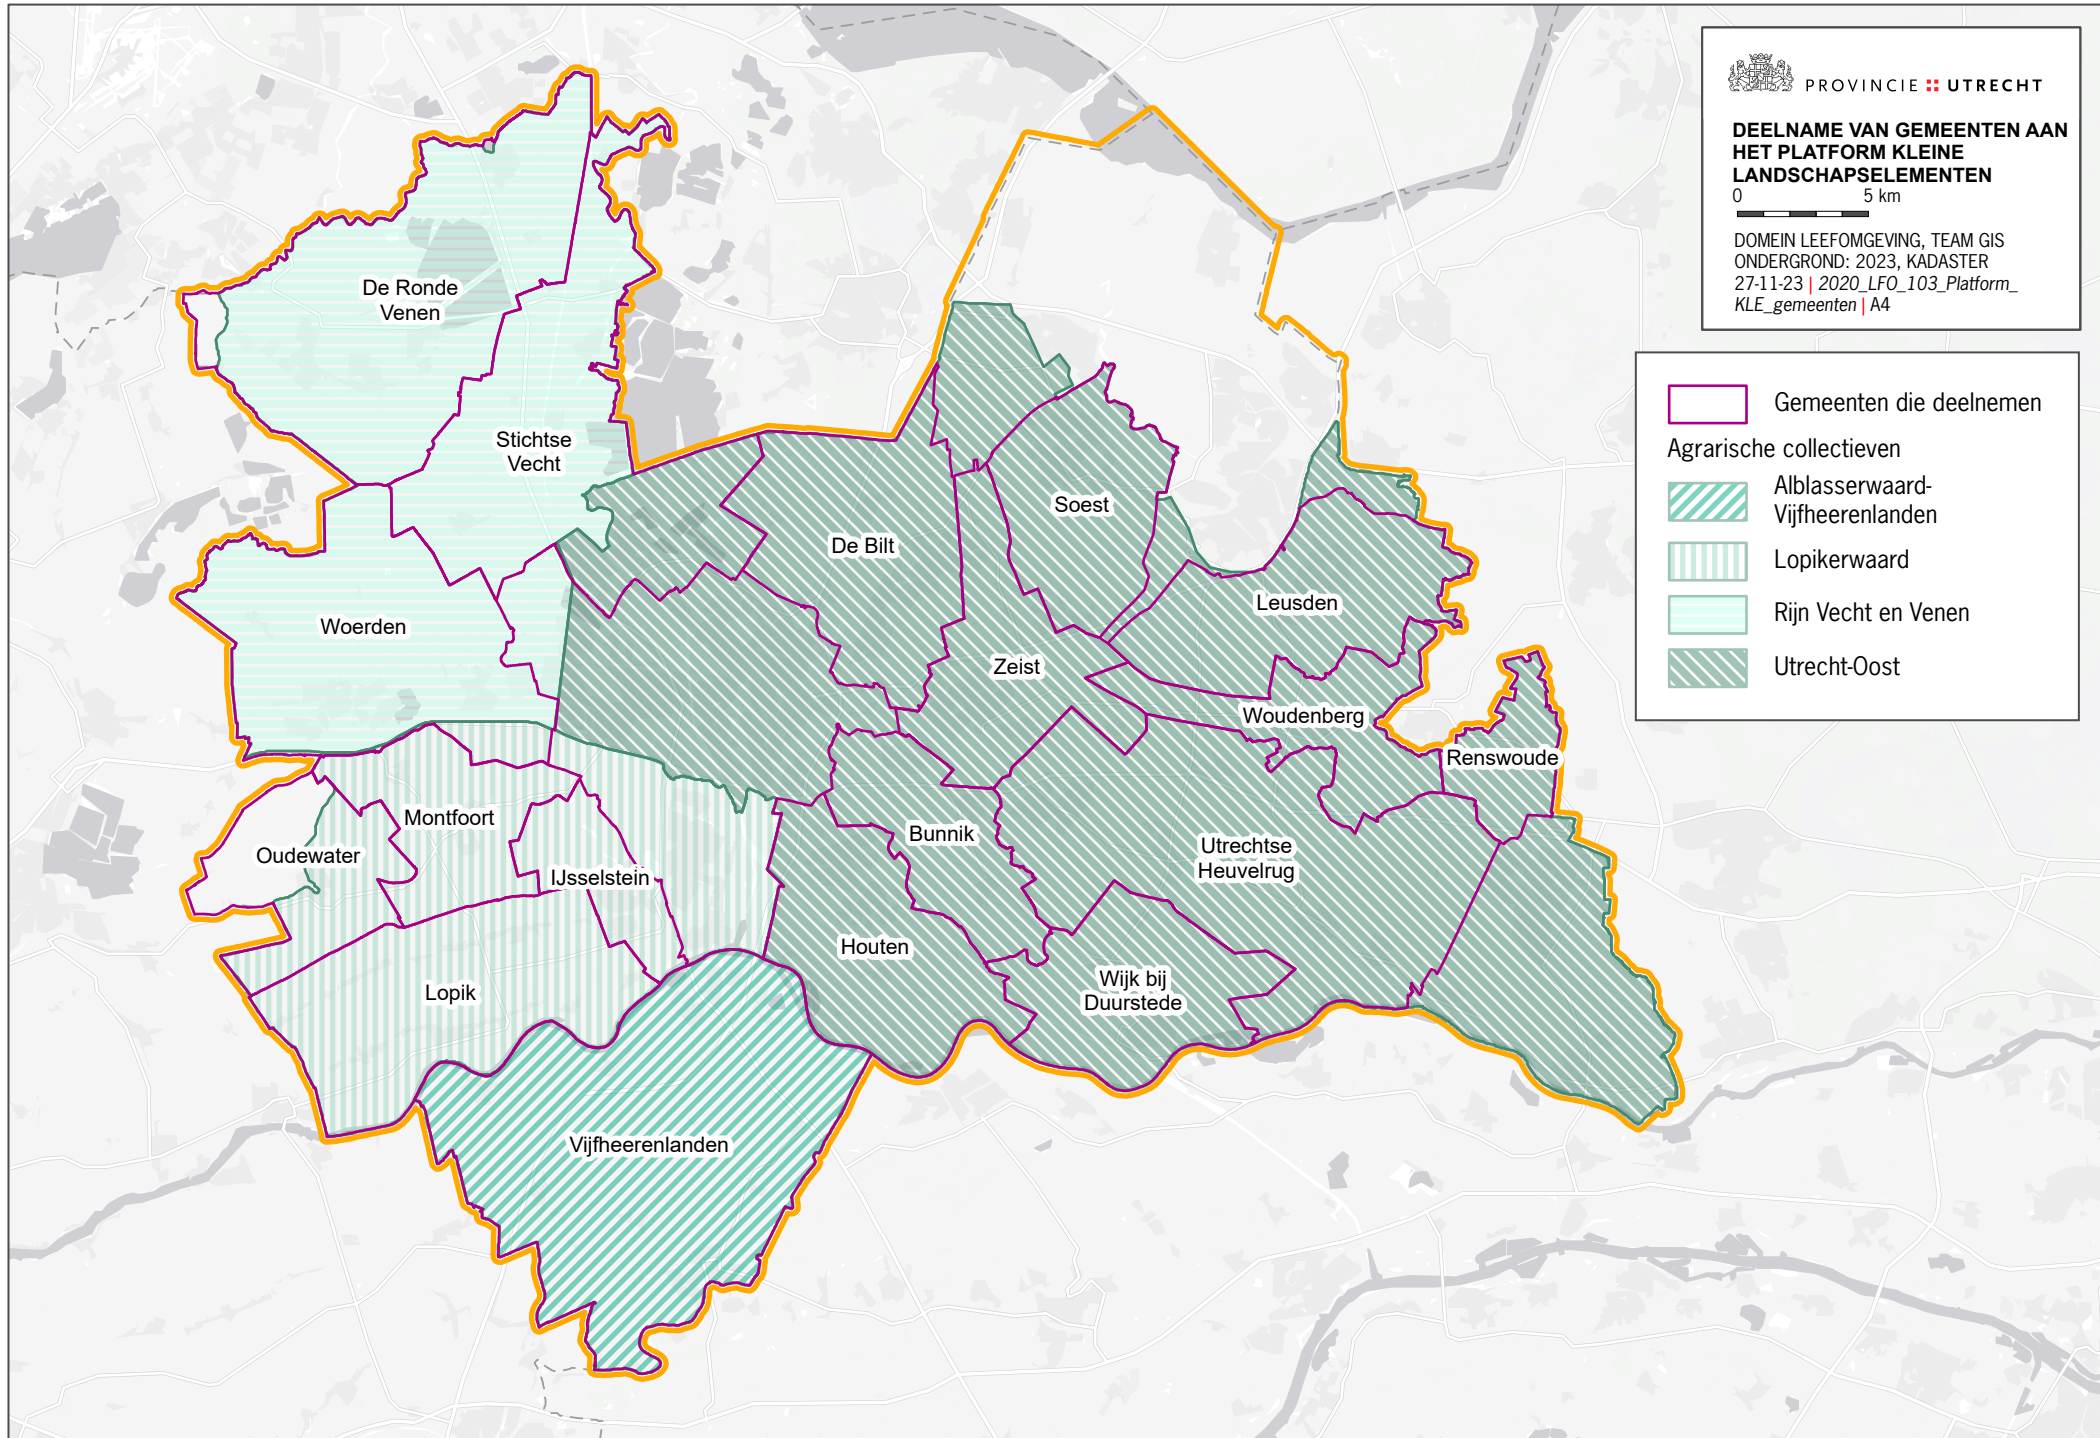 PROVINCIE UTRECHT
DEELNAME VAN GEMEENTEN AAN
HET PLATFORM KLEINE
LANDSCHAPSELEMENTEN
0 5 km
DOMEIN LEEFOMGEVING, TEAM GIS
ONDERGROND: 2023, KADASTER
27-11-23 | 2020_LFO_103_Platform_
KLE_gemeenten | A4
Gemeenten die deelnemen
Agrarische collectieven
Alblasserwaard-
Vijfheerenlanden
Lopikerwaard
Rijn Vecht en Venen
Utrecht-Oost
De Ronde
Venen
Stichtse
Vecht
Soest
De Bilt
Leusden
Woerden
Zeist
Woudenberg
Renswoude
Montfoort
Bunnik
Oudewater
Utrechtse
Heuvelrug
IJsselstein
Houten
Wijk bij
Duurstede
Lopik
Vijfheerenlanden